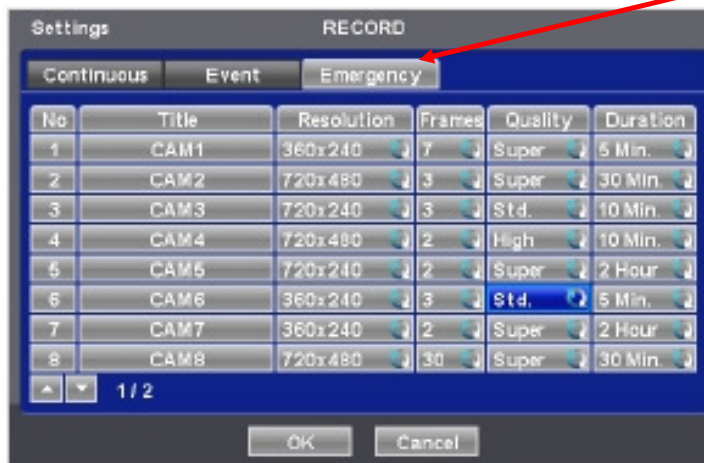 Settings RECORD
Continuous Event Emergency
No Title Resolution Frames Quality Duration
1 CAM1 360x240 7 Super 5 Min.
2 CAM2 720x480 3 Super 30 Min.
3 CAM3 720x240 3 Std. 10 Min.
4 CAM4 720x480 2 High 10 Min.
5 CAM5 720x240 2 Super 2 Hour
6 CAM6 360x240 3 Std. 5 Min.
7 CAM7 360x240 2 Super 2 Hour
8 CAM8 720x480 30 Super 30 Min.
1/2
OK Cancel